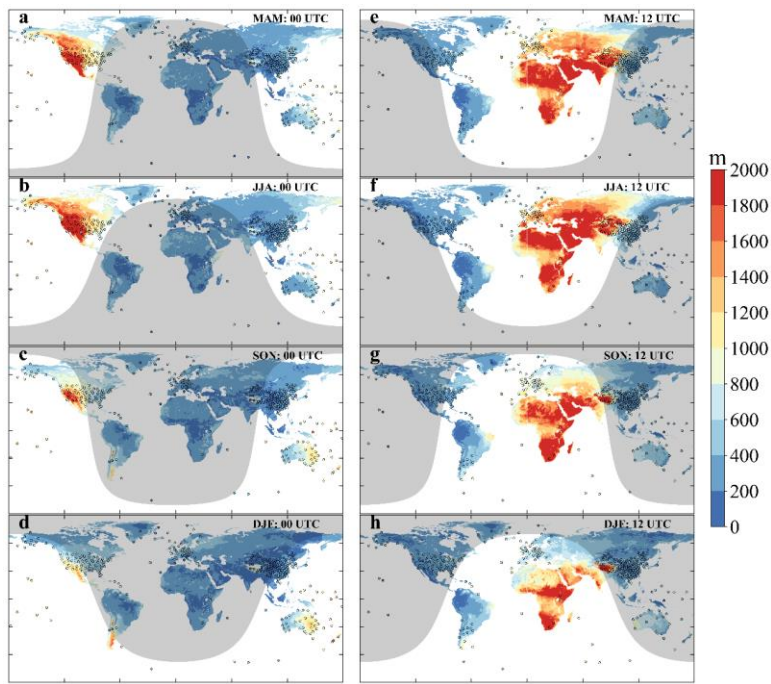 a MAM: 00 UTC
e MAM: 12 UTC
b JJA: 00 UTC
f JJA: 12 UTC
c SON: 00 UTC
g SON: 12 UTC
d DJF: 00 UTC
h DJF: 12 UTC
m
2000
1800
1600
1400
1200
1000
800
600
400
200
0